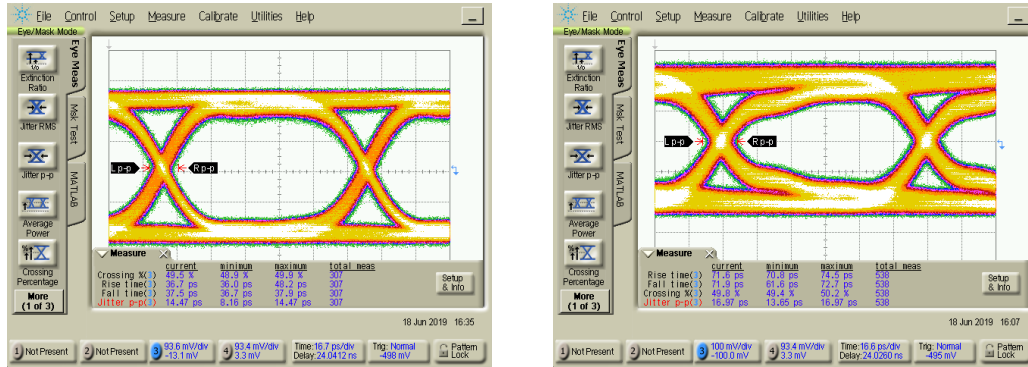 File Control Setup Measure Calibrate Utilities Help
Eye/Mask Mode
Extinction
Ratio
Jitter RMS
Jitter p-p
Average
Power
Crossing
Percentage
More
(1 of 3)
Eye Meas
Msk Test
MATLAB
L p-p
R p-p
Measure
current minimum maximum total meas
Crossing %(3) 49.5 % 48.9 % 49.9 % 307
Rise time(3) 36.7 ps 36.0 ps 48.2 ps 307
Fall time(3) 37.5 ps 36.7 ps 37.9 ps 307
Jitter p-p(3) 14.47 ps 8.16 ps 14.47 ps 307
Setup
& Info
18 Jun 2019 16:35
1 Not Present 2 Not Present 3 93.6 mV/div 4 93.4 mV/div Time:16.7 ps/div Trig: Normal Pattern
-13.1 mV 3.3 mV Delay:24.0412 ns -498 mV Lock
File Control Setup Measure Calibrate Utilities Help
Eye/Mask Mode
Extinction
Ratio
Jitter RMS
Jitter p-p
Average
Power
Crossing
Percentage
More
(1 of 3)
Eye Meas
Msk Test
MATLAB
L p-p
R p-p
Measure
current minimum maximum total meas
Rise time(3) 71.6 ps 70.8 ps 74.5 ps 538
Fall time(3) 71.9 ps 61.6 ps 72.7 ps 538
Crossing %(3) 49.8 % 49.4 % 50.2 % 538
Jitter p-p(3) 16.97 ps 13.65 ps 16.97 ps 538
Setup
& Info
18 Jun 2019 16:07
1 Not Present 2 Not Present 3 100 mV/div 4 93.4 mV/div Time:16.6 ps/div Trig: Normal Pattern
-100.0 mV 3.3 mV Delay:24.0260 ns -495 mV Lock